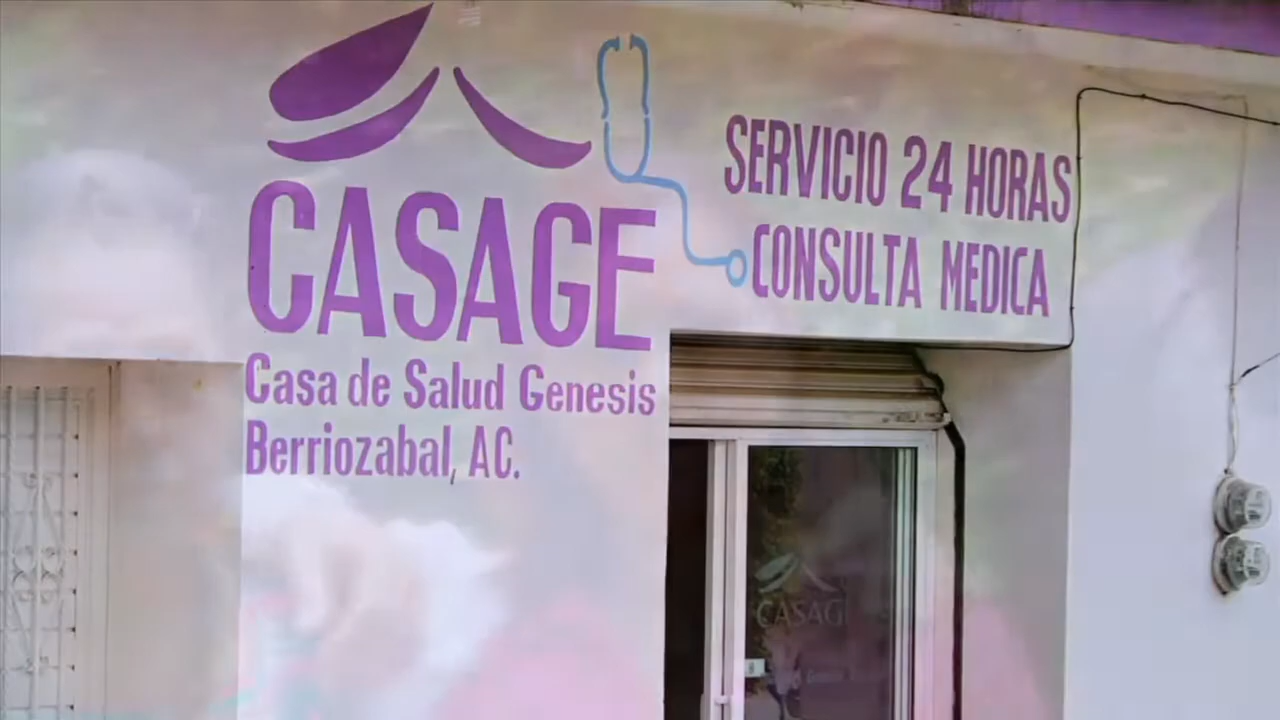 CASAGE
Casa de Salud Genesis
Berriozabal, AC.
SERVICIO 24 HORAS
CONSULTA MEDICA
CASAGE